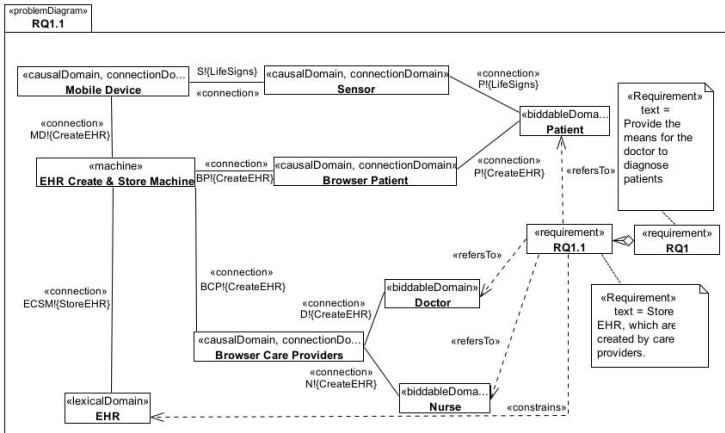 «problemDiagram»
RQ1.1
«causalDomain, connectionDo...
Mobile Device
S!{LifeSigns}
«connection»
«causalDomain, connectionDomain»
Sensor
«connection»
P!{LifeSigns}
«biddableDoma...
Patient
«Requirement»
text =
Provide the
means for the
doctor to
diagnose
patients
«connection»
MD!{CreateEHR}
«machine»
EHR Create & Store Machine
«connection»
BP!{CreateEHR}
«causalDomain, connectionDomain»
Browser Patient
«connection»
P!{CreateEHR}
«refersTo»
«requirement»
RQ1.1
«requirement»
RQ1
«refersTo»
«connection»
ECSM!{StoreEHR}
«connection»
BCP!{CreateEHR}
«connection»
D!{CreateEHR}
«biddableDomain»
Doctor
«Requirement»
text = Store
EHR, which are
created by care
providers.
«causalDomain, connectionDo...
Browser Care Providers
«refersTo»
«connection»
N!{CreateEHR}
«biddableDoma...
Nurse
«lexicalDomain»
EHR
«constrains»